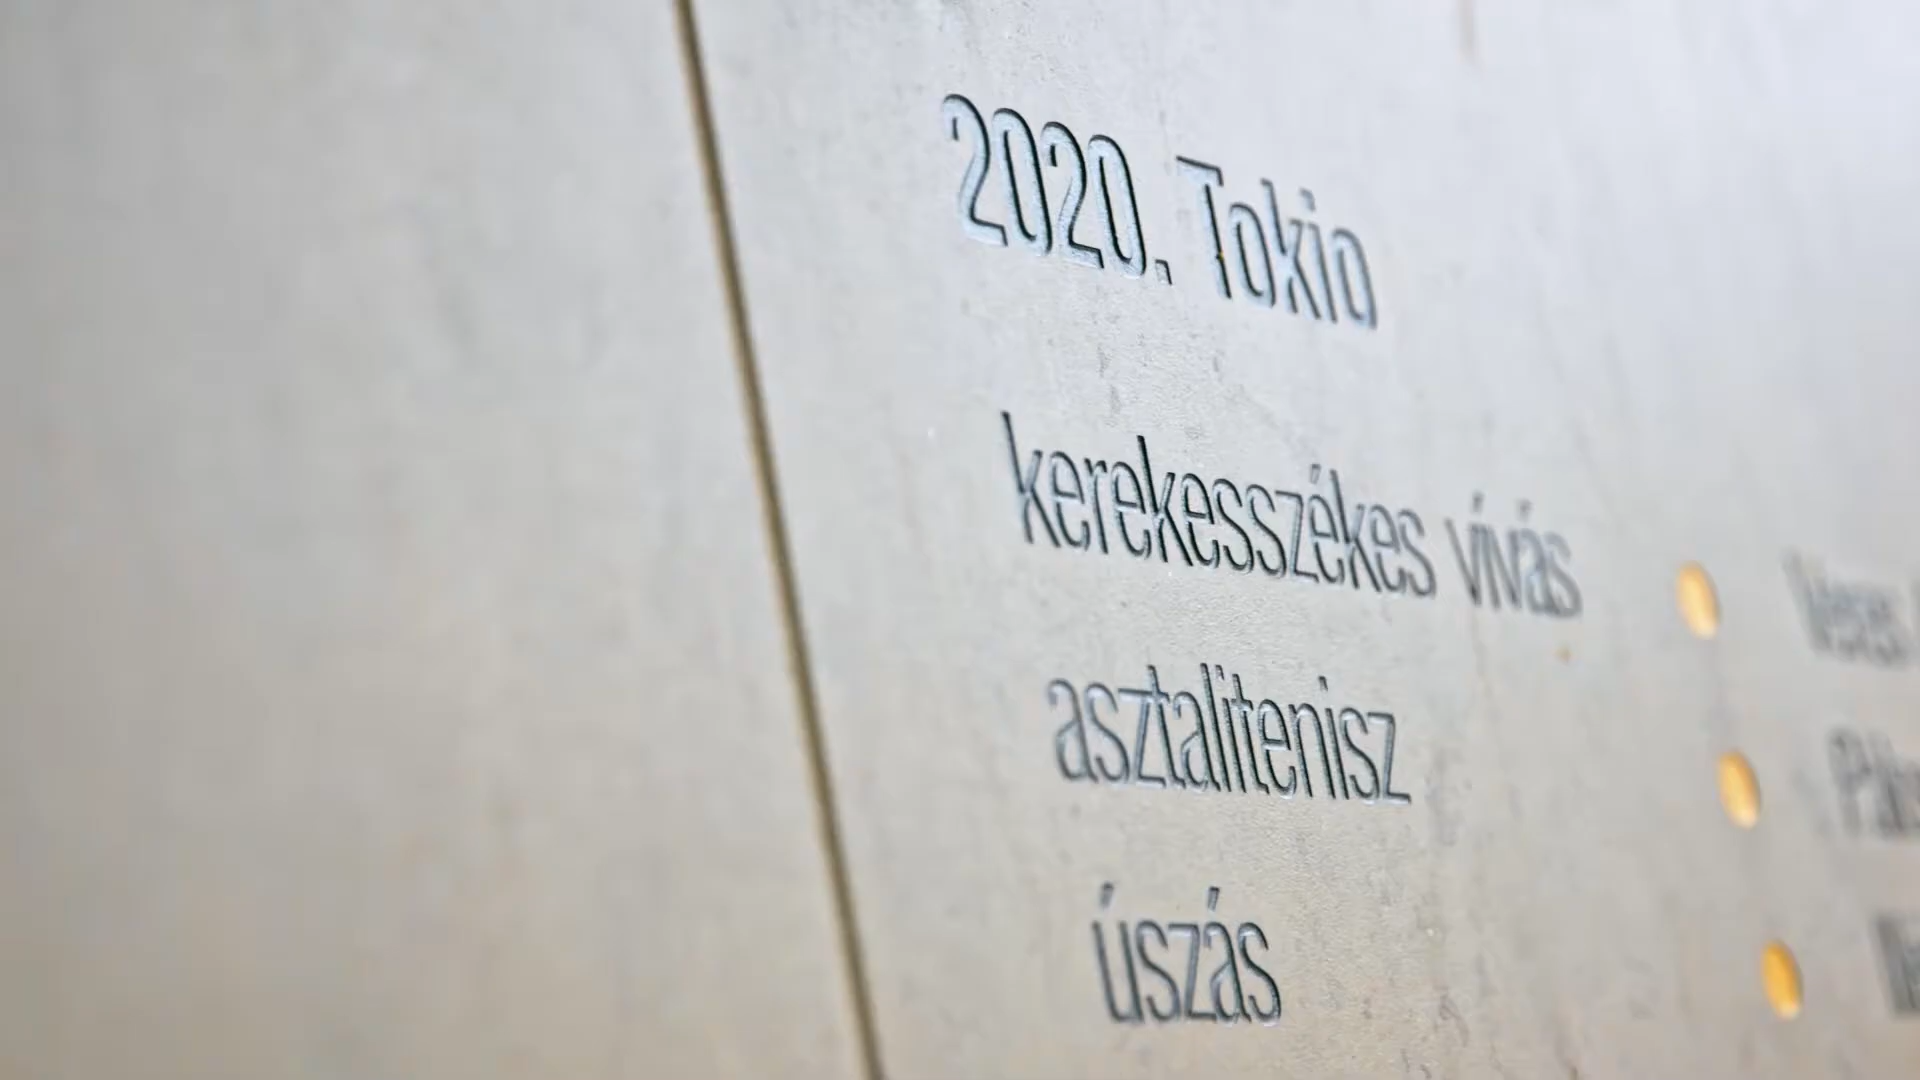 2020. Tokio
kerekesszékes vívás
asztalitenisz
úszás